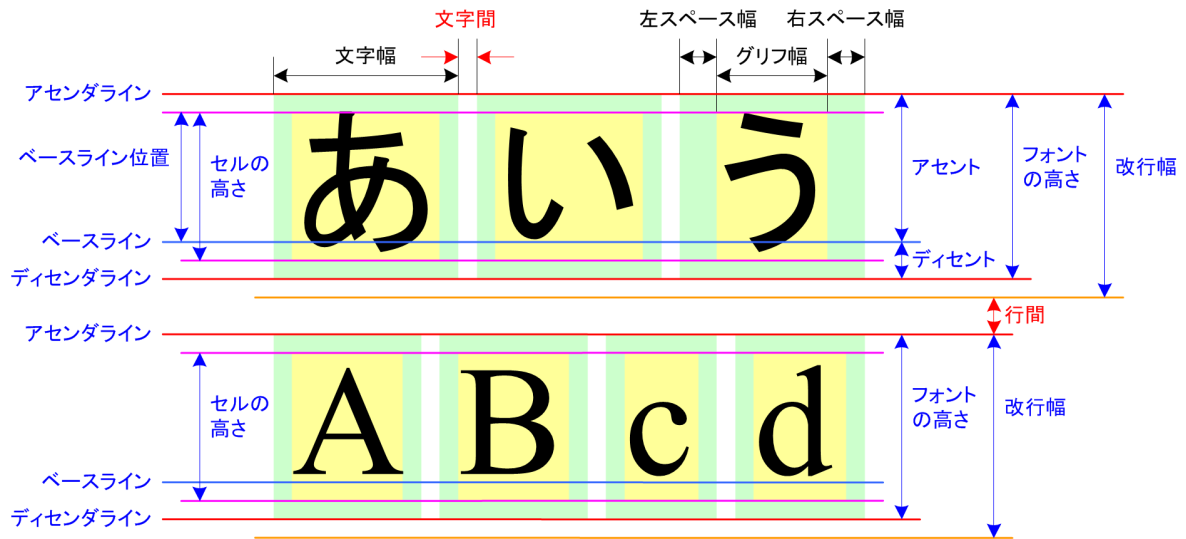 文字間
左スペース幅
右スペース幅
文字幅
グリフ幅
アセンダライン
ベースライン位置
セルの
高さ
あ い う
アセント
フォント
の高さ
改行幅
ベースライン
ディセント
ディセンダライン
行間
アセンダライン
セルの
高さ
A B c d
フォント
の高さ
改行幅
ベースライン
ディセンダライン